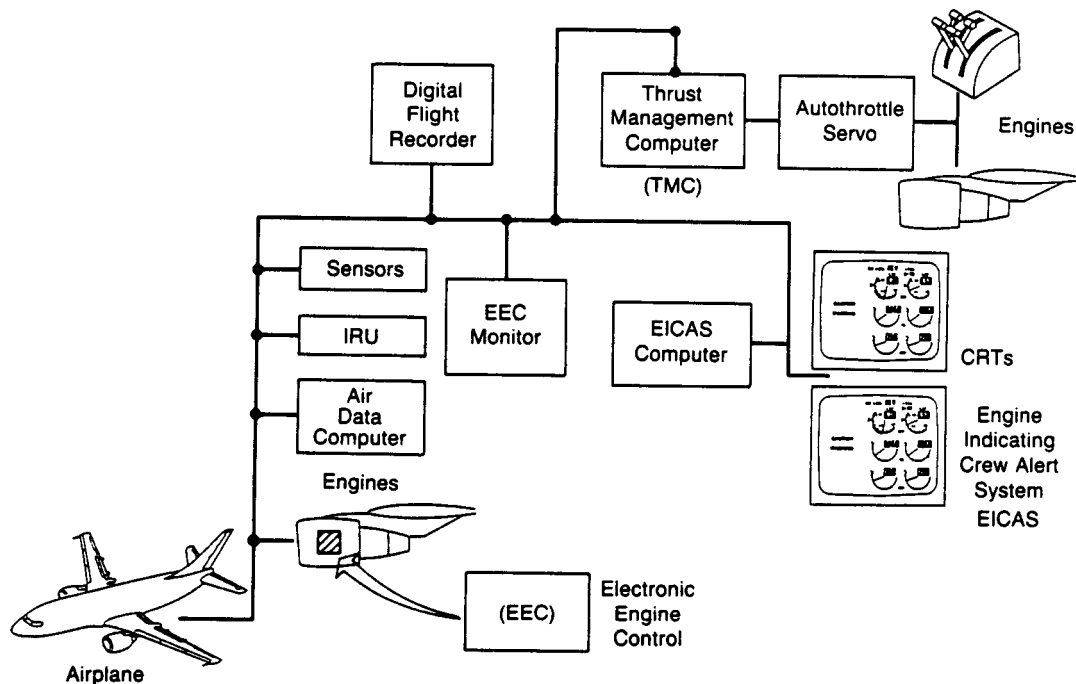 Digital
Flight
Recorder
Thrust
Management
Computer
(TMC)
Autothrottle
Servo
Engines
Sensors
IRU
Air
Data
Computer
EEC
Monitor
EICAS
Computer
CRTs
Engine
Indicating
Crew Alert
System
EICAS
Engines
(EEC)
Electronic
Engine
Control
Airplane